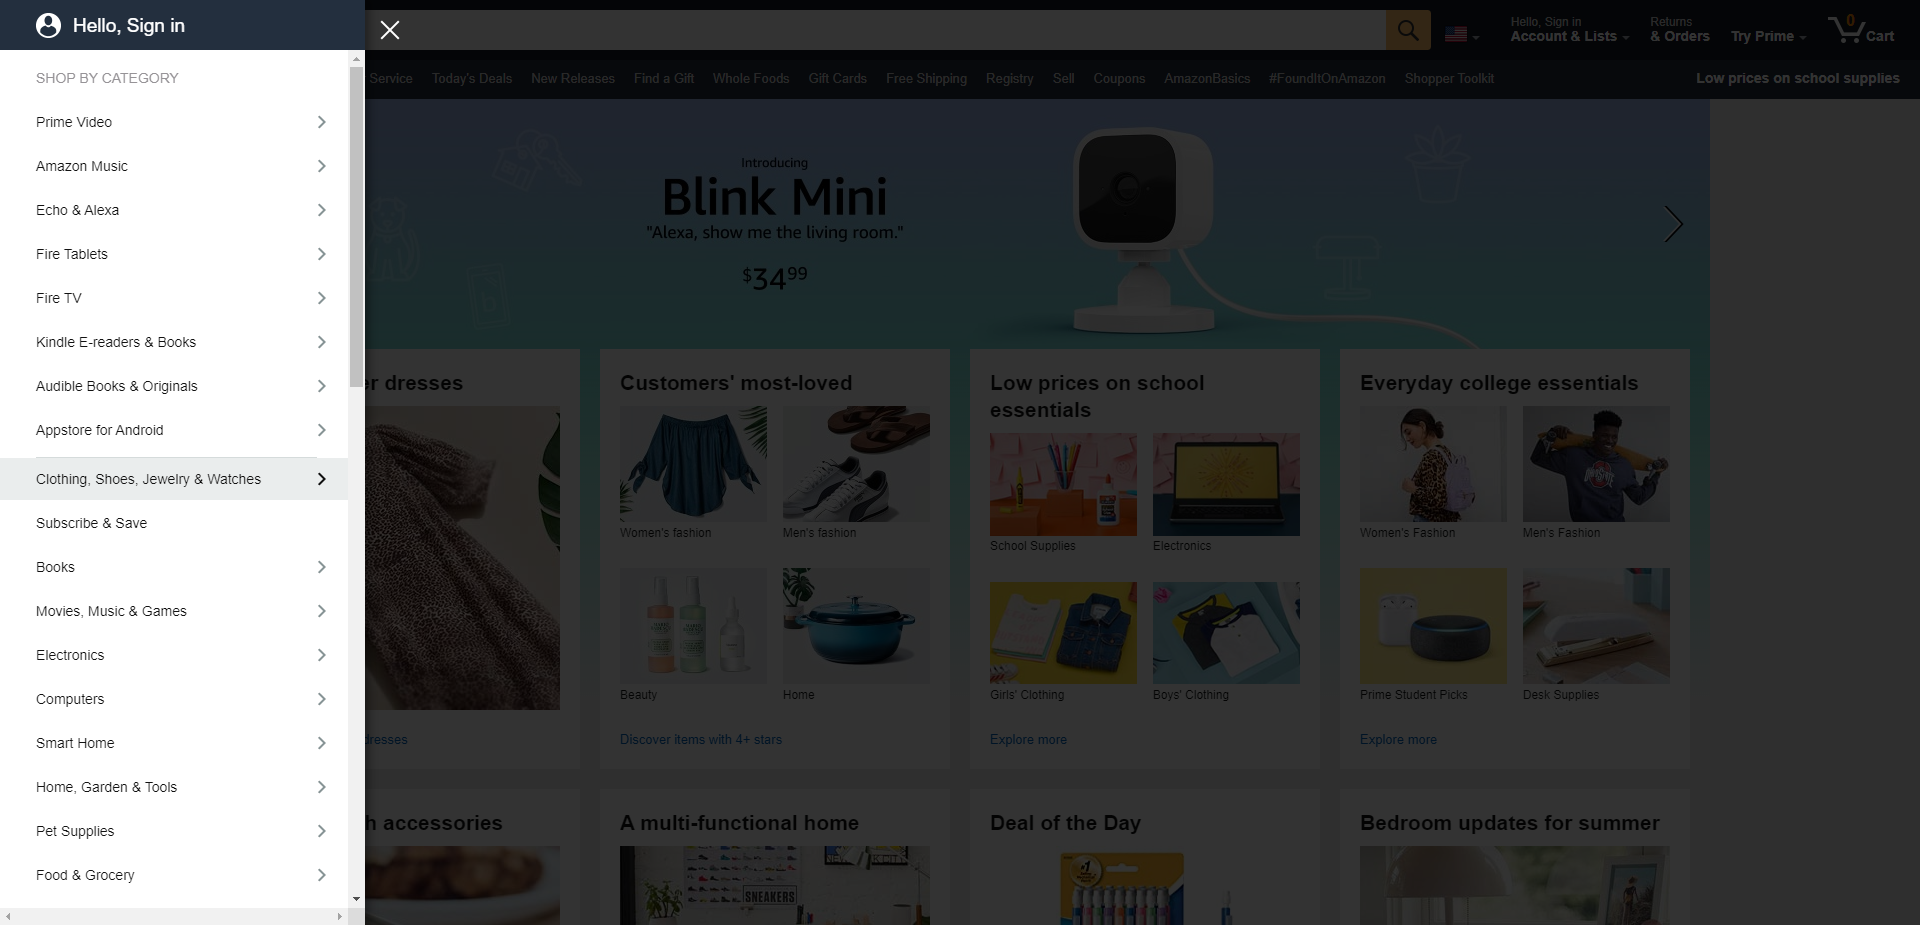 Hello, Sign in
SHOP BY CATEGORY
Prime Video
Amazon Music
Echo & Alexa
Fire Tablets
Fire TV
Kindle E-readers & Books
Audible Books & Originals
Appstore for Android
Clothing, Shoes, Jewelry & Watches
Subscribe & Save
Books
Movies, Music & Games
Electronics
Computers
Smart Home
Home, Garden & Tools
Pet Supplies
Food & Grocery
Hello, Sign in
Account & Lists
Returns
& Orders
Try Prime
0
Cart
Service Today's Deals New Releases Find a Gift Whole Foods Gift Cards Free Shipping Registry Sell Coupons AmazonBasics #FoundItOnAmazon Shopper Toolkit
Low prices on school supplies
Introducing
Blink Mini
"Alexa, show me the living room."
$3499
er dresses
dresses
Customers' most-loved
Women's fashion
Men's fashion
Beauty
Home
Discover items with 4+ stars
Low prices on school
essentials
School Supplies
Electronics
Girls' Clothing
Boys' Clothing
Explore more
Everyday college essentials
Women's Fashion
Men's Fashion
Prime Student Picks
Desk Supplies
Explore more
h accessories
A multi-functional home
SNEAKERS
Deal of the Day
Bedroom updates for summer